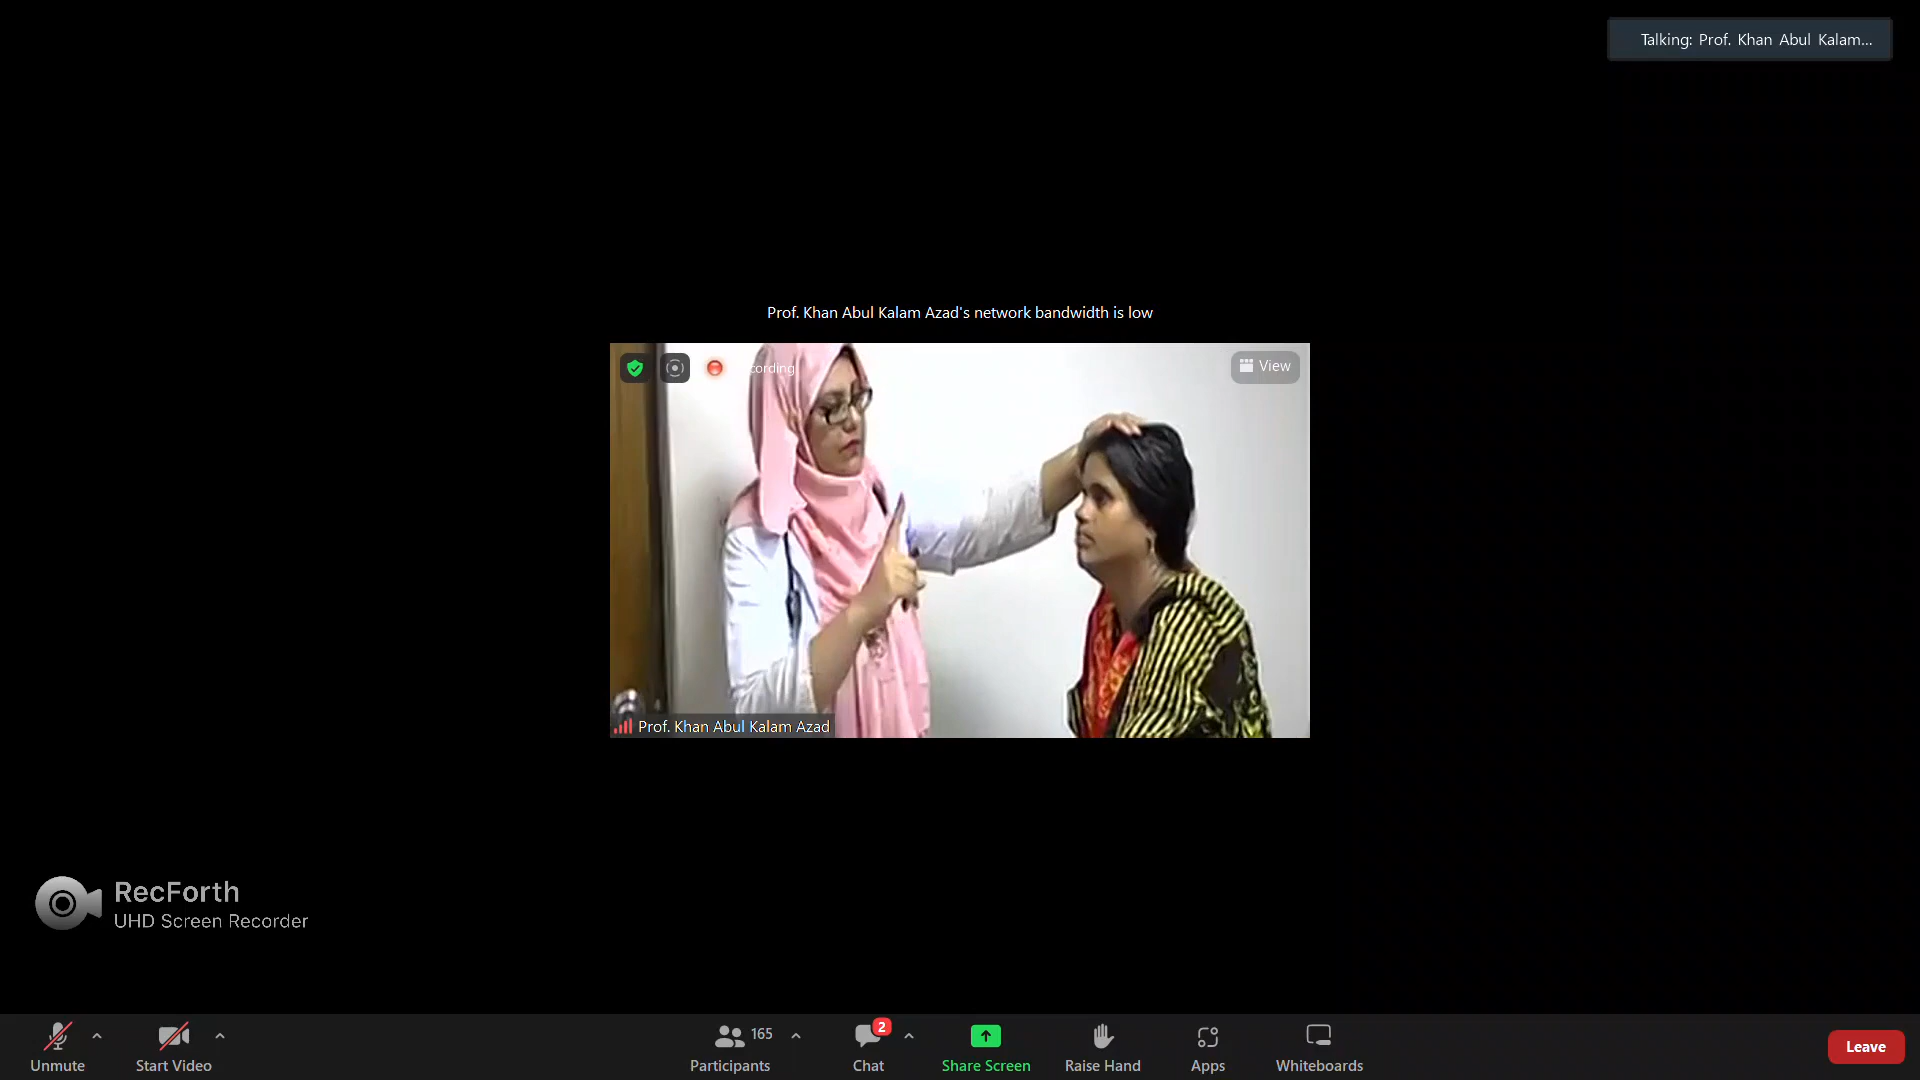 Talking: Prof. Khan Abul Kalam...
Prof. Khan Abul Kalam Azad's network bandwidth is low
cording
View
Prof. Khan Abul Kalam Azad
RecForth
UHD Screen Recorder
165
2
Unmute
Start Video
Participants
Chat
Share Screen
Raise Hand
Apps
Whiteboards
Leave